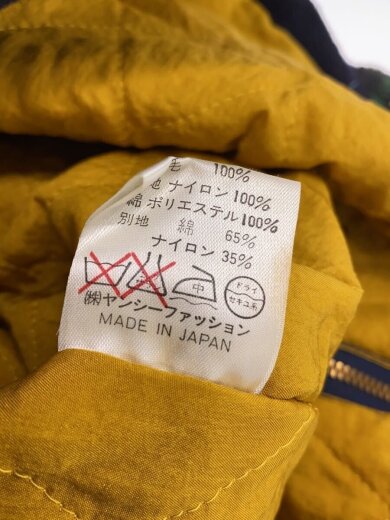 毛 100%
地 ナイロン 100%
綿 ポリエステル 100%
別地 綿 65%
ナイロン 35%
中
ドライ
セキユ系
(株)ヤンシーファッション
MADE IN JAPAN